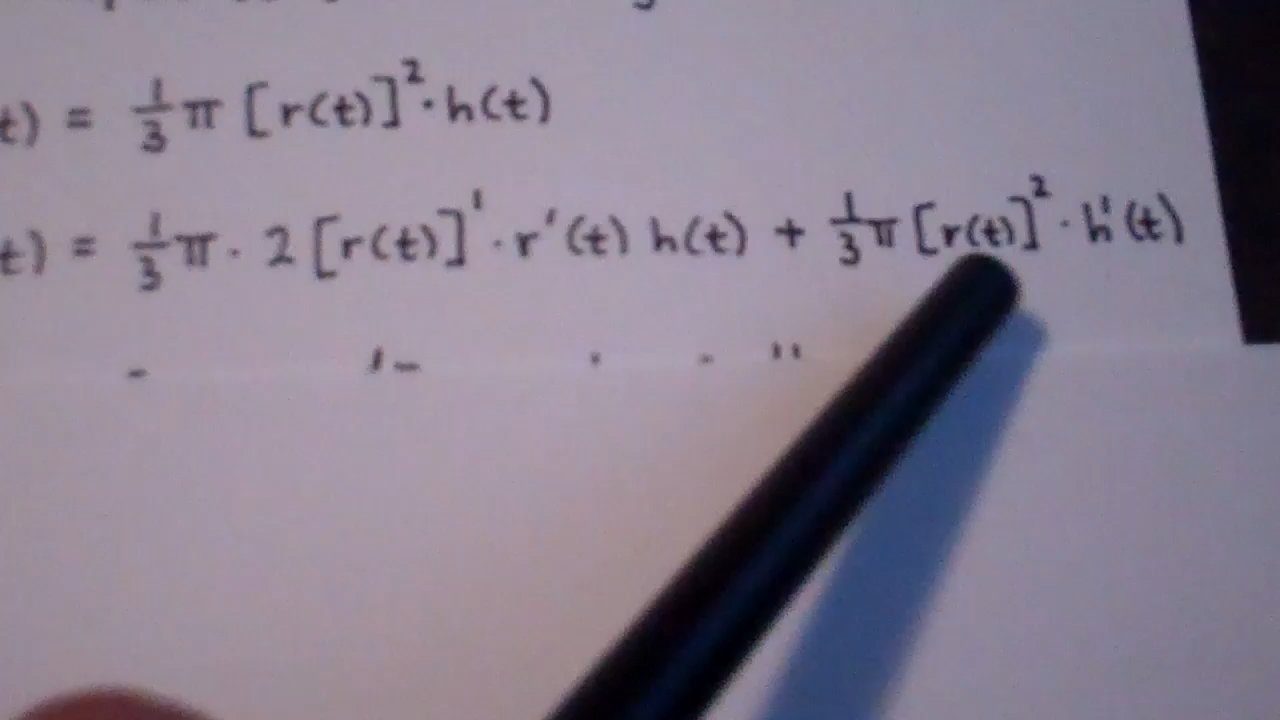 t) = 1/3 π [r(t)]² · h(t)
t) = 1/3 π · 2 [r(t)]¹ · r'(t) h(t) + 1/3 π [r(t)]² · h'(t)